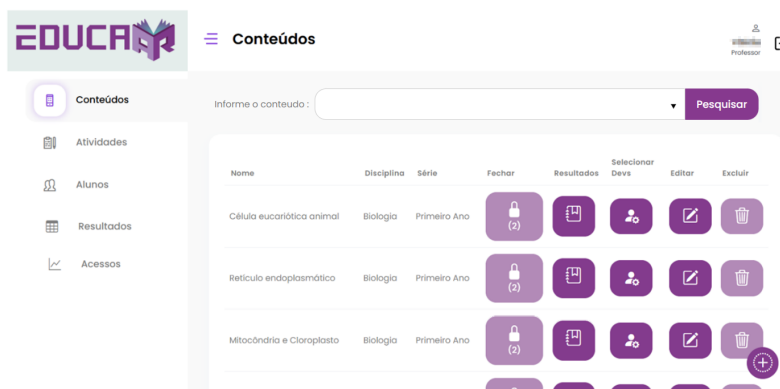 EDUCAAR
Conteúdos
Professor
Conteúdos
Atividades
Alunos
Resultados
Acessos
Informe o conteudo :
Pesquisar
Nome Disciplina Série Fechar Resultados Selecionar Devs Editar Excluir
Célula eucariótica animal Biologia Primeiro Ano (2)
Retículo endoplasmático Biologia Primeiro Ano (2)
Mitocôndria e Cloroplasto Biologia Primeiro Ano (2)